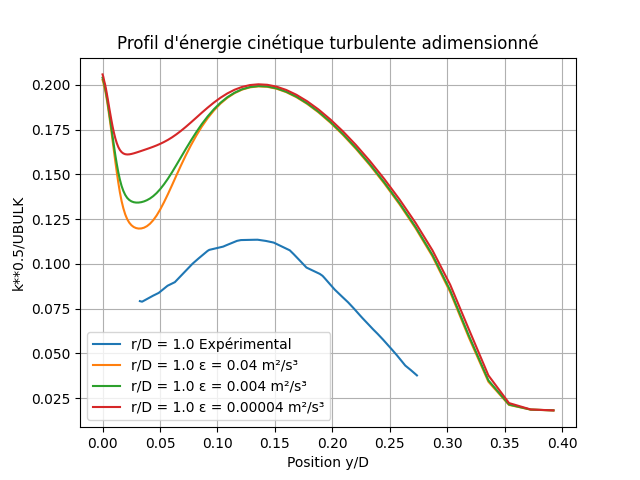 Profil d'énergie cinétique turbulente adimensionné
k**0.5/UBULK
0.200
0.175
0.150
0.125
0.100
0.075
0.050
0.025
r/D = 1.0 Expérimental
r/D = 1.0 ε = 0.04 m²/s³
r/D = 1.0 ε = 0.004 m²/s³
r/D = 1.0 ε = 0.00004 m²/s³
0.00 0.05 0.10 0.15 0.20 0.25 0.30 0.35 0.40
Position y/D